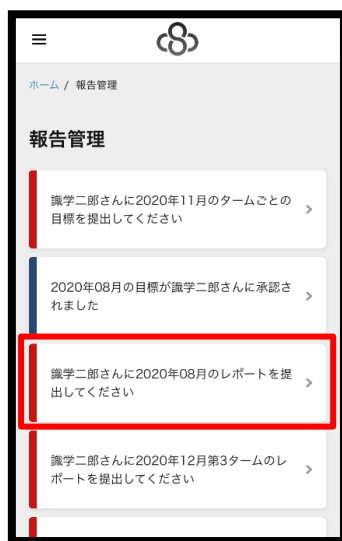 ホーム / 報告管理
報告管理
識学二郎さんに2020年11月のタームごとの
目標を提出してください
2020年08月の目標が識学二郎さんに承認さ
れました
識学二郎さんに2020年08月のレポートを提
出してください
識学二郎さんに2020年12月第3タームのレ
ポートを提出してください